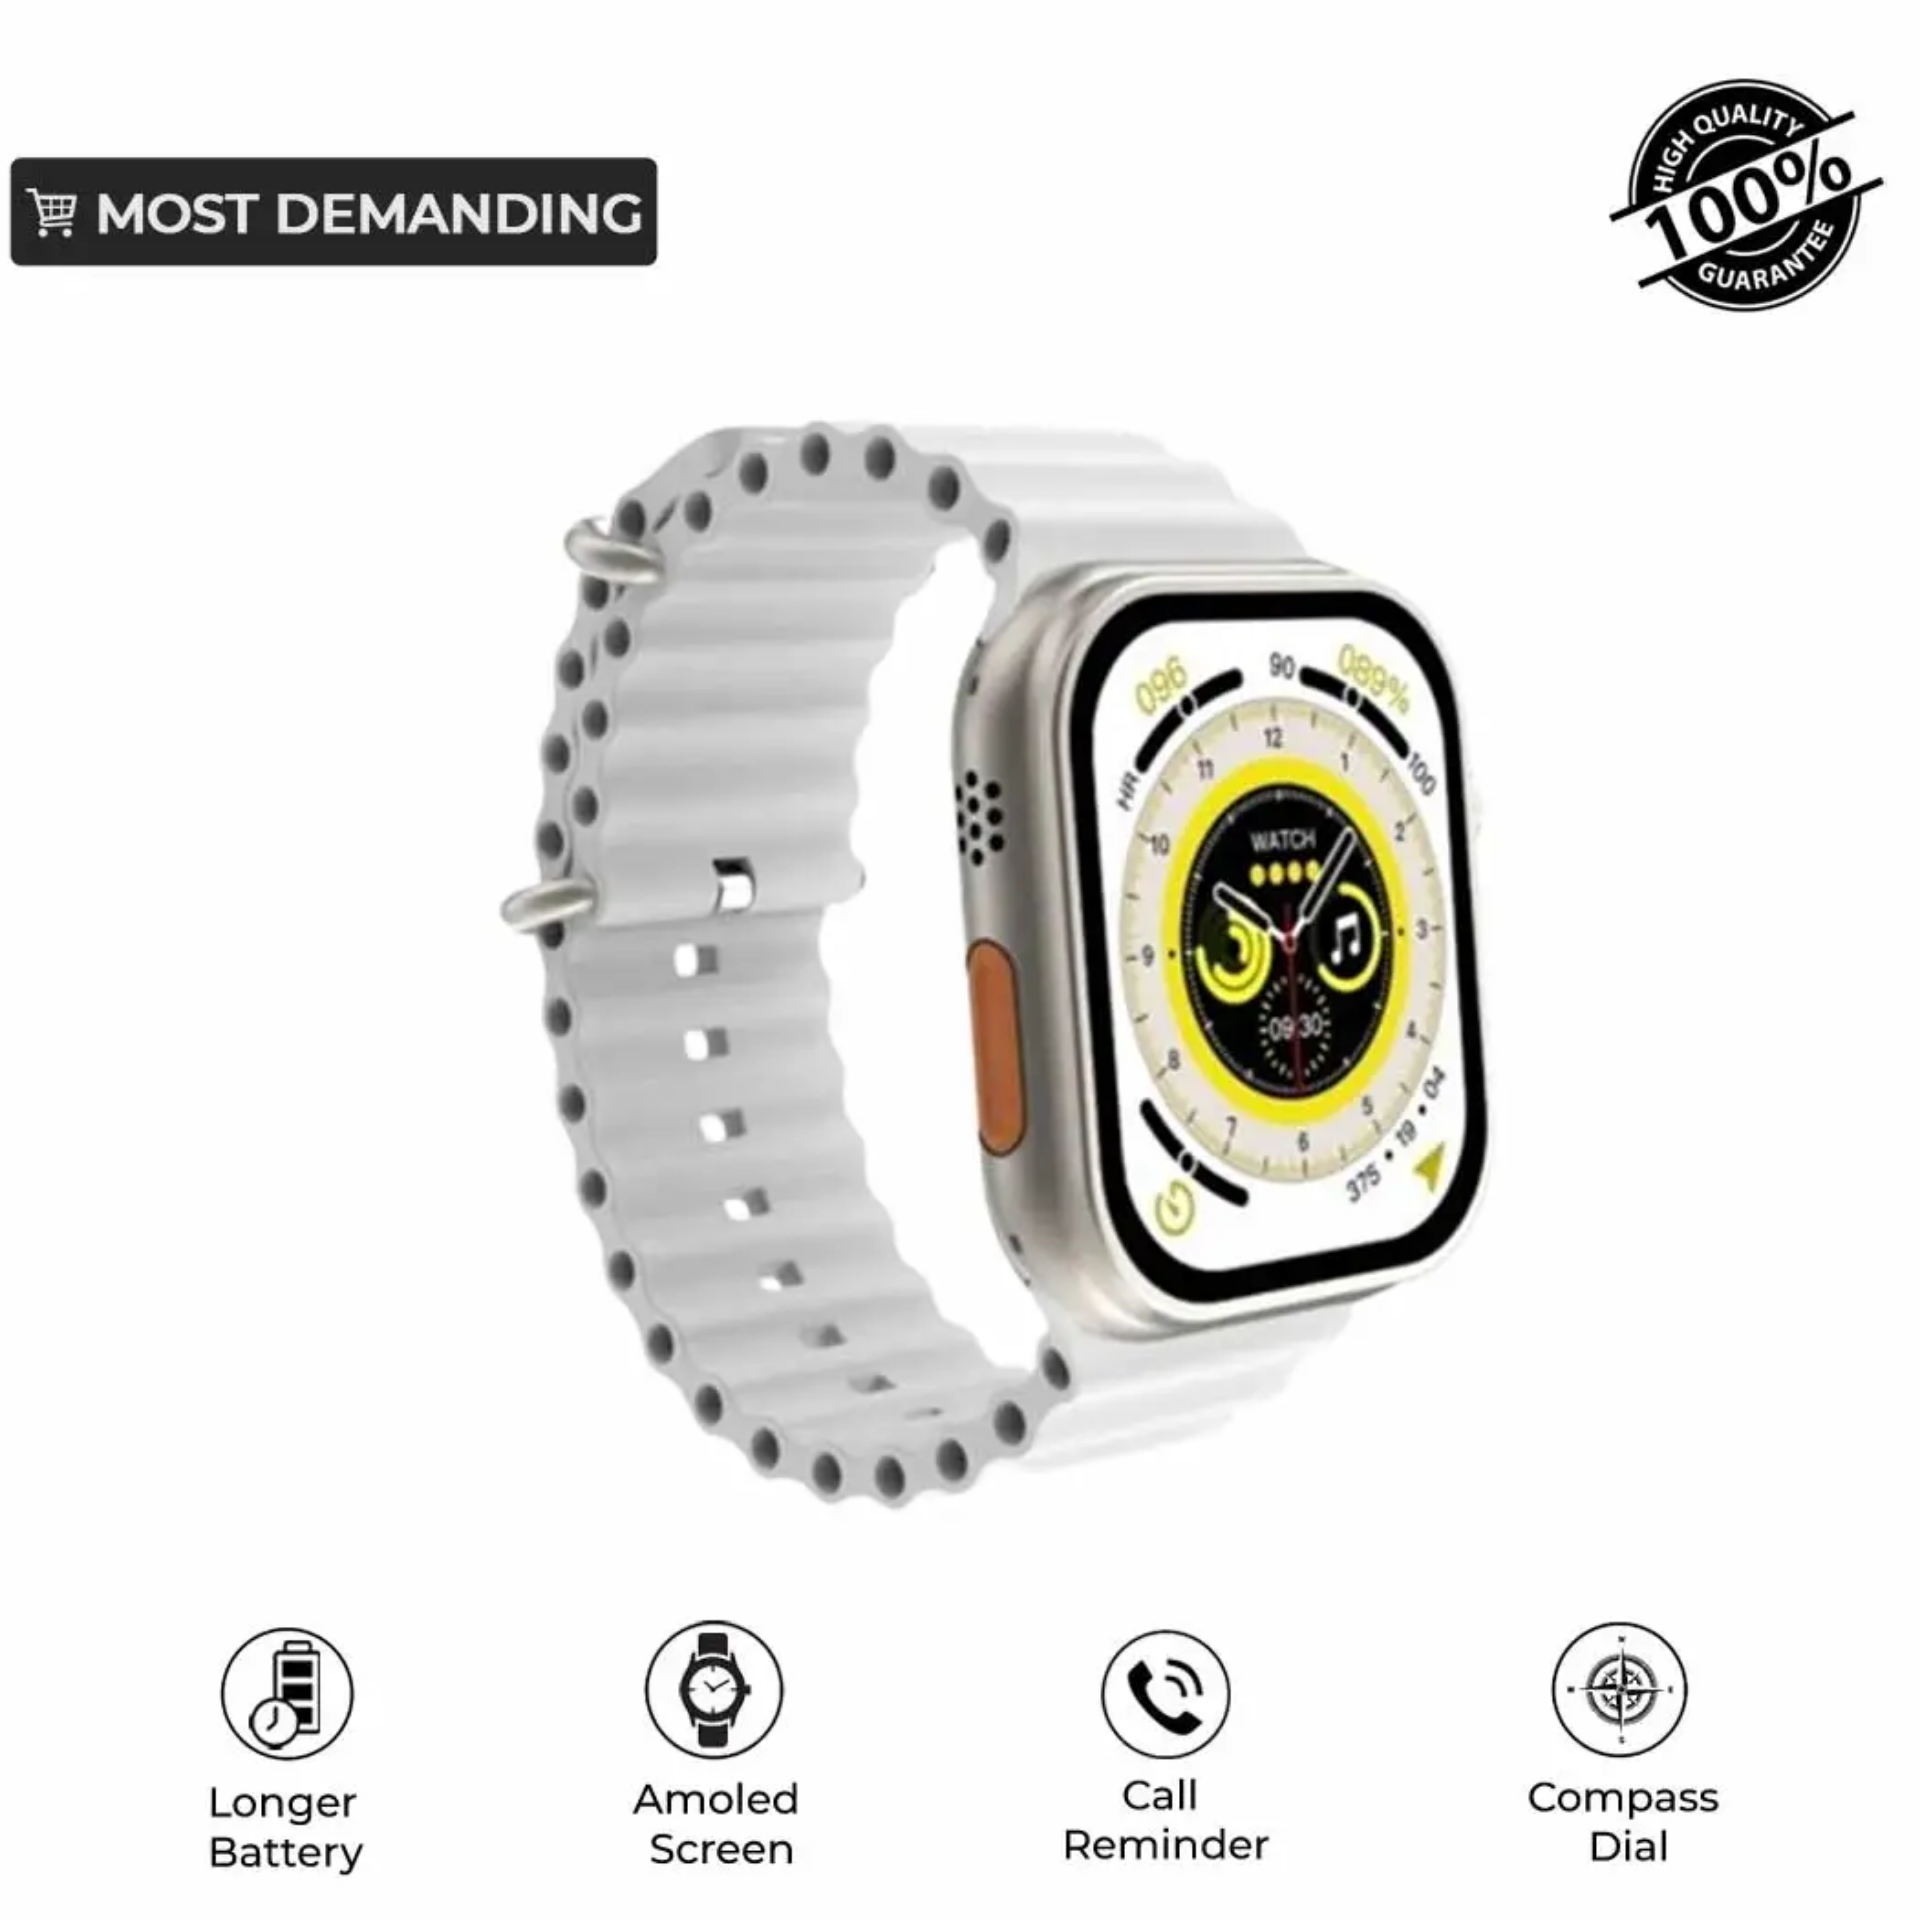 MOST DEMANDING
HIGH QUALITY
100%
GUARANTEE
096
90
089%
HR
100
12
11
1
10
2
WATCH
9
3
09:30
8
4
7
5
6
375 • 19 • 04
Longer
Battery
Amoled
Screen
Call
Reminder
Compass
Dial